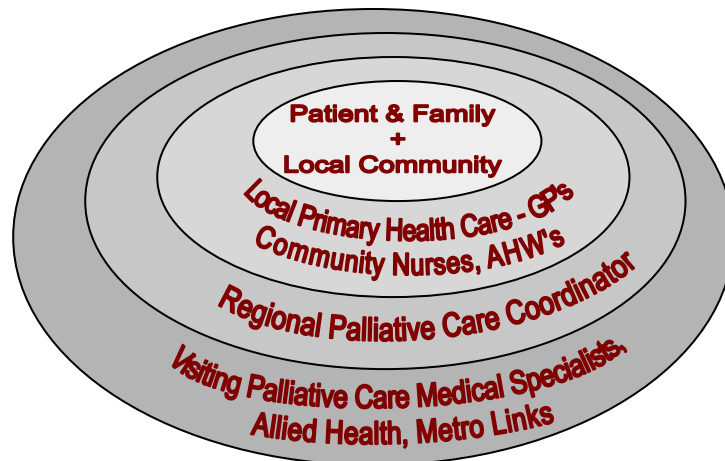 Patient & Family
+
Local Community
Local Primary Health Care - GP's
Community Nurses, AHW's
Regional Palliative Care Coordinator
Visiting Palliative Care Medical Specialists,
Allied Health, Metro Links